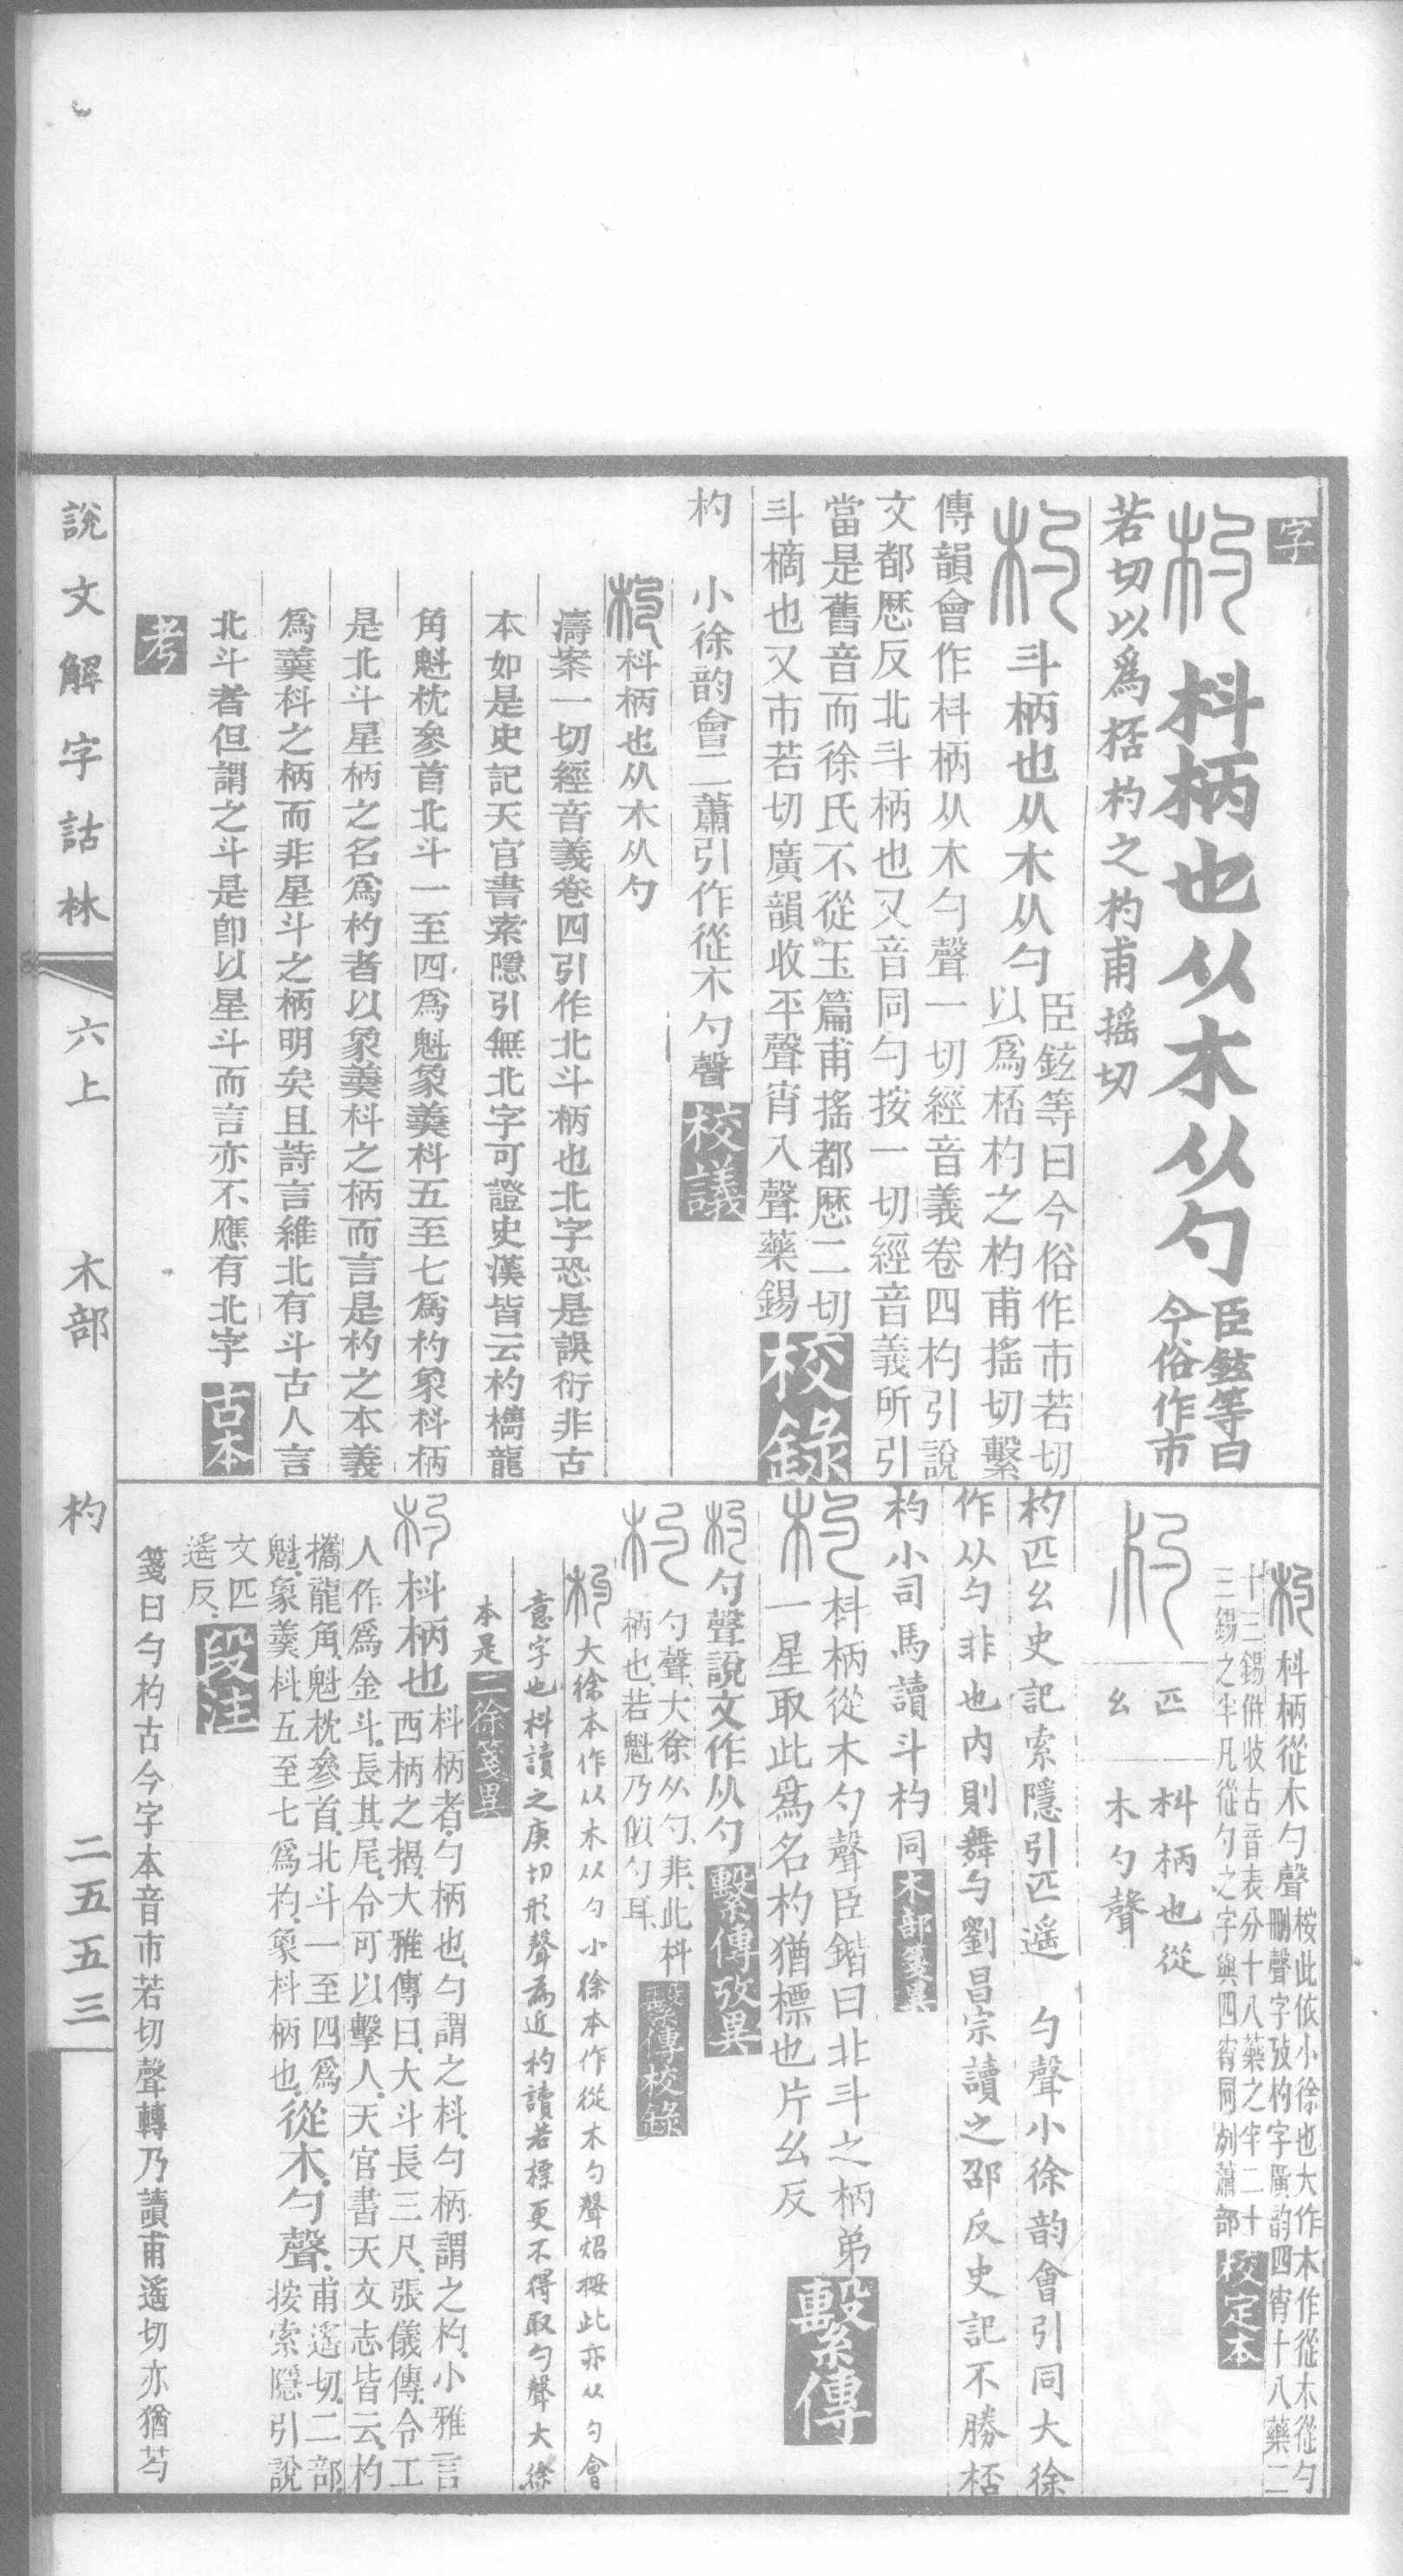 字
杓枓柄也从木从勺臣鉉等曰今俗作市
若切以爲桮杓之杓甫摇切
杓斗柄也从木从勺臣鉉等曰今俗作市若切
以爲桮杓之杓甫搖切繫
傳韻會作枓柄从木勺聲一切經音義卷四杓引說
文都歷反北斗柄也又音同勺按一切經音義所引
當是舊音而徐氏不從玉篇甫搖都歷二切
斗樀也又市若切廣韻收平聲宵入聲藥錫校錄
杓 小徐韵會二蕭引作從木勺聲校議
杓枓柄也从木从勺
濤案一切經音義卷四引作北斗柄也北字恐是誤衍非古
本如是史記天官書索隱引無北字可證史漢皆云杓檇龍
角魁枕參首北斗一至四爲魁象羹枓五至七爲杓象枓柄
是北斗星柄之名爲杓者以象羹枓之柄而言是杓之本義
爲羹枓之柄而非星斗之柄明矣且詩言維北有斗古人言
北斗者但謂之斗是卽以星斗而言亦不應有北字古本
考
杓枓柄從木勺聲桉此依小徐也大作木作從木從勺
刪聲字攷杓字廣韵四宵十八藥二
十三錫併收古音表分十八藥之半二十
三錫之半凡從勺之字與四宵同列蕭部校定本
杓
匹么
枓柄也從
木勺聲
杓匹幺史記索隱引匹遥 勺聲小徐韵會引同大徐
作从勺非也內則舞勺劉昌宗讀之邵反史記不勝桮
杓小司馬讀斗杓同木部箋異
杓枓柄從木勺聲臣鍇曰北斗之柄弟
一星取此爲名杓猶標也片幺反繫傳
杓勺聲說文作从勺繫傳攷異
杓勺聲大徐从勺非此枓
柄也若魁乃似勺耳繫傳校錄
杓大徐本作从木从勺小徐本作從木勺聲炤桉此亦从勺會
意字也枓讀之庚切形聲爲近杓讀若標更不得取勺聲大徐
本是二徐箋異
杓枓柄也枓柄者勺柄也勺謂之枓勺柄謂之杓小雅言
西柄之揭大雅傳曰大斗長三尺張儀傳令工
人作爲金斗長其尾令可以擊人天官書天文志皆云杓
攜龍角魁枕參首北斗一至四爲
魁象羹枓五至七爲杓象枓柄也從木勺聲甫遙切二部
按索隱引說
文匹
遙反段注
箋曰勺杓古今字本音市若切聲轉乃讀甫遙切亦猶芍
說文解字詁林 六上 木部 杓 二五五三